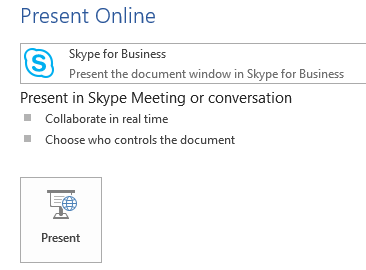 Present Online
Skype for Business
Present the document window in Skype for Business
Present in Skype Meeting or conversation
Collaborate in real time
Choose who controls the document
Present